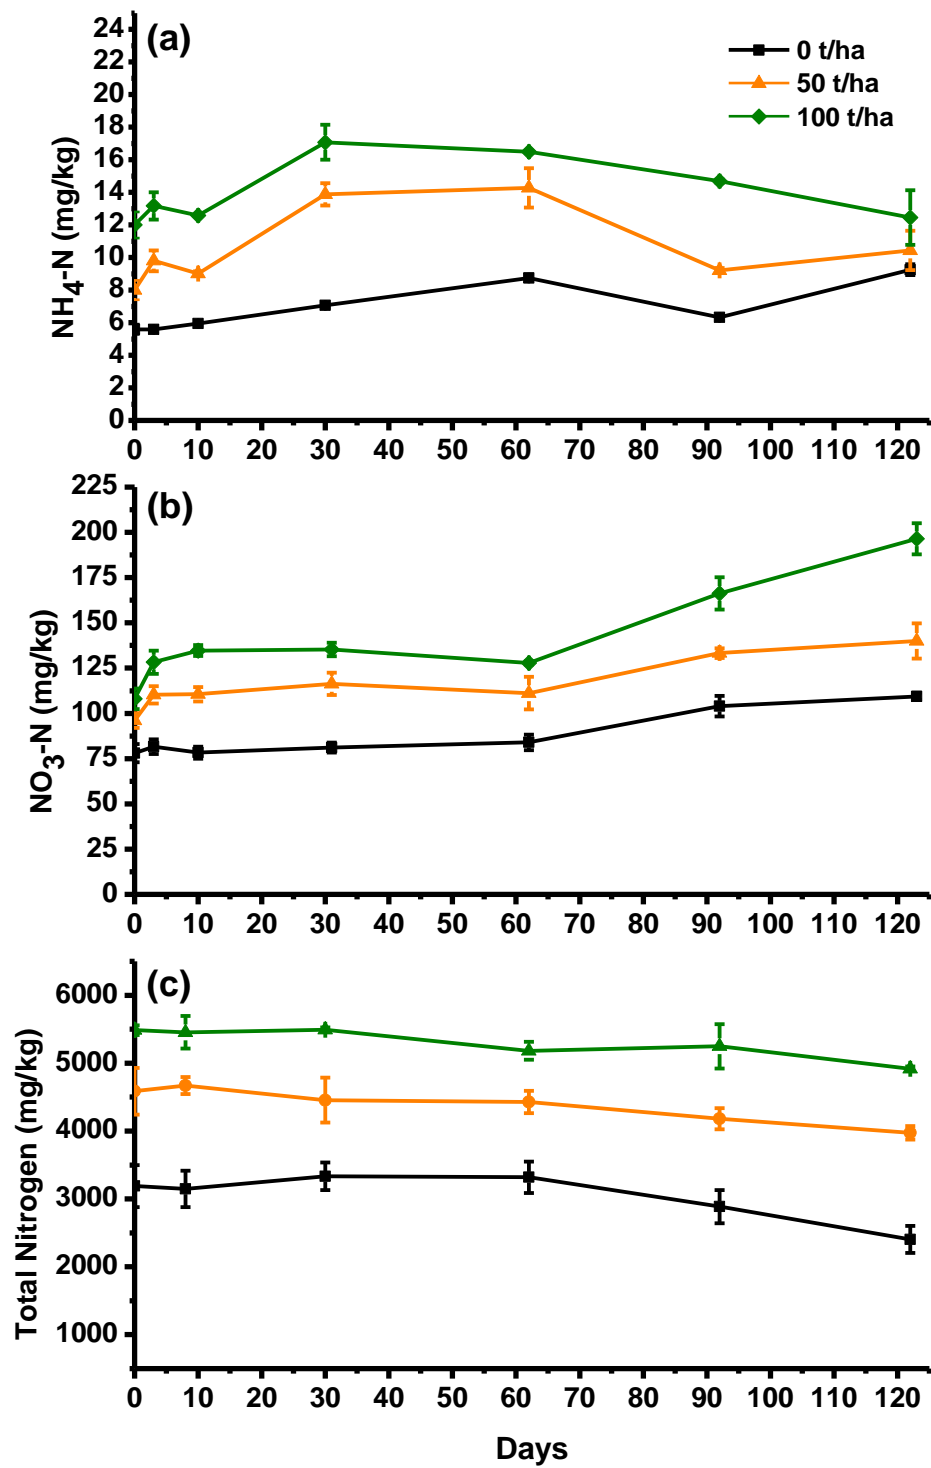 (a)
0 t/ha
50 t/ha
100 t/ha
NH4-N (mg/kg)
24
22
20
18
16
14
12
10
8
6
4
2
0
0 10 20 30 40 50 60 70 80 90 100 110 120
(b)
NO3-N (mg/kg)
225
200
175
150
125
100
75
50
25
0
0 10 20 30 40 50 60 70 80 90 100 110 120
(c)
Total Nitrogen (mg/kg)
6000
5000
4000
3000
2000
1000
0 10 20 30 40 50 60 70 80 90 100 110 120
Days